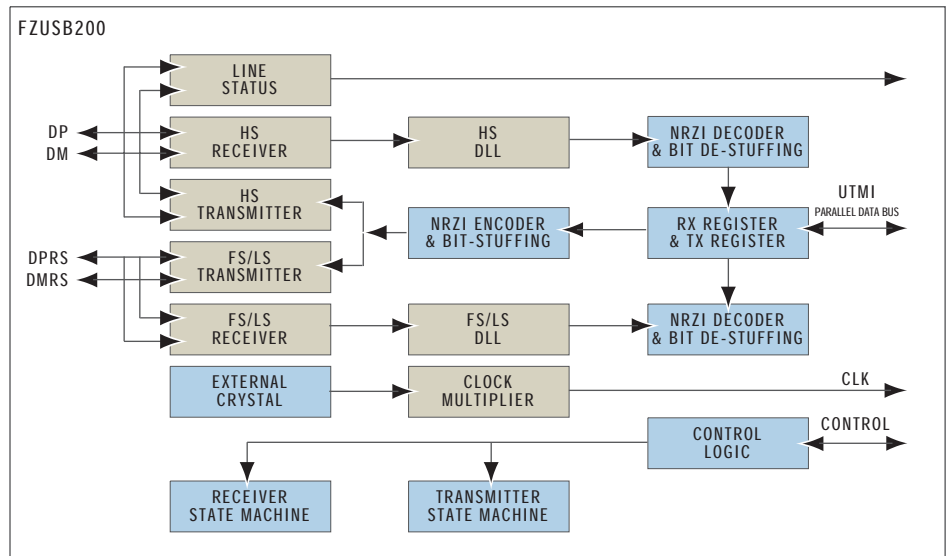 FZUSB200
LINE
STATUS
DP
DM
HS
RECEIVER
HS
DLL
NRZI DECODER
& BIT DE-STUFFING
HS
TRANSMITTER
NRZI ENCODER
& BIT-STUFFING
RX REGISTER
& TX REGISTER
UTMI
PARALLEL DATA BUS
DPRS
DMRS
FS/LS
TRANSMITTER
FS/LS
RECEIVER
FS/LS
DLL
NRZI DECODER
& BIT DE-STUFFING
EXTERNAL
CRYSTAL
CLOCK
MULTIPLIER
CLK
CONTROL
LOGIC
CONTROL
RECEIVER
STATE MACHINE
TRANSMITTER
STATE MACHINE